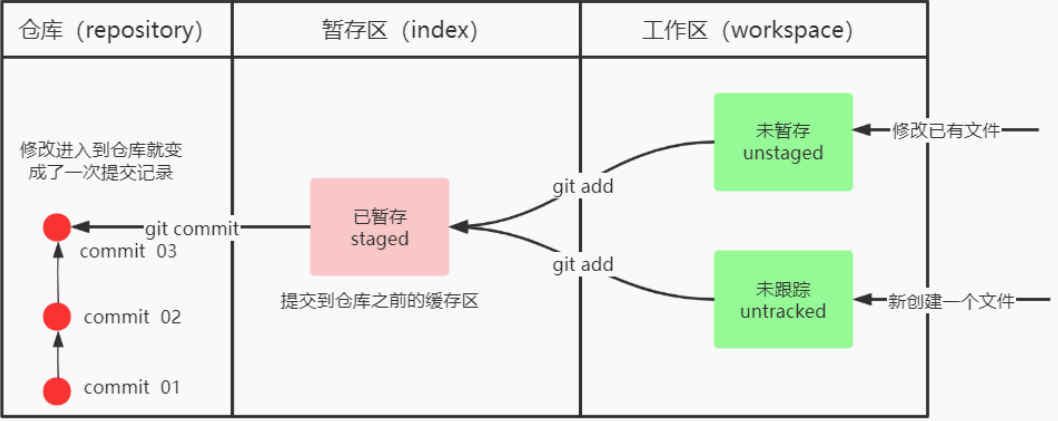 仓库（repository）
暂存区（index）
工作区（workspace）
修改进入到仓库就变
成了一次提交记录
commit 03
commit 02
commit 01
git commit
已暂存
staged
提交到仓库之前的缓存区
git add
git add
未暂存
unstaged
修改已有文件
未跟踪
untracked
新创建一个文件